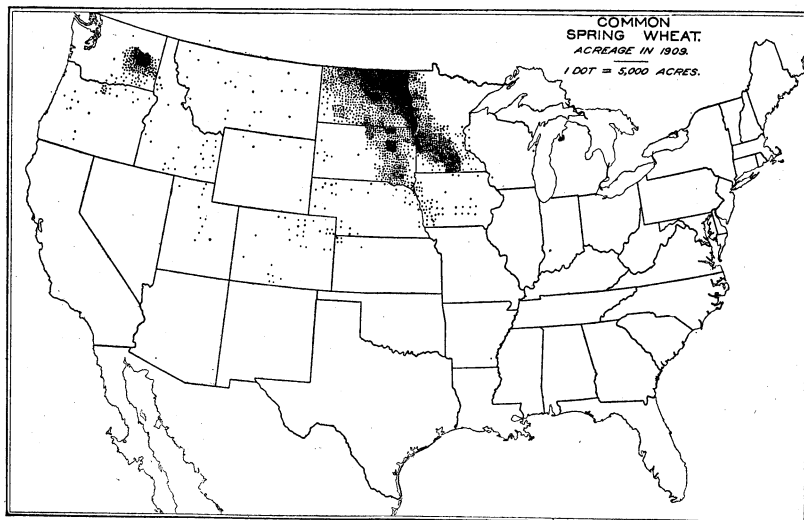 COMMON
SPRING WHEAT.
ACREAGE IN 1909.
1 DOT = 5,000 ACRES.